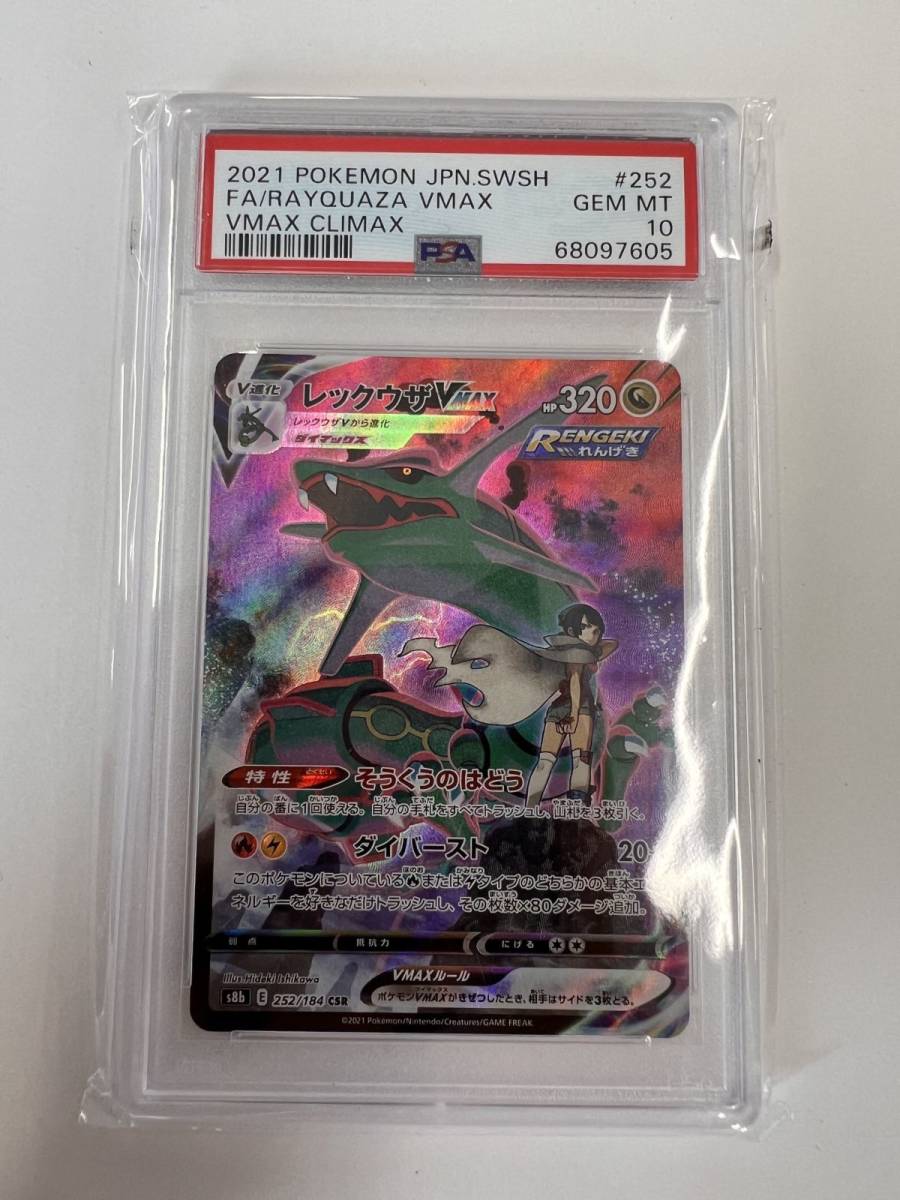 2021 POKEMON JPN.SWSH #252
FA/RAYQUAZA VMAX GEM MT
VMAX CLIMAX 10
PSA 68097605
V進化
レックウザVMAX HP320
レックウザVから進化
ダイマックス
RENGEKI
れんげき
特性 とくせい そうくうのはどう
自分の番に1回使える。自分の手札をすべてトラッシュし、山札を3枚引く。
ダイバースト 20
このポケモンについているまたはタイプのどちらかの基本エ
ネルギーを好きなだけトラッシュし、その枚数×80ダメージ追加。
弱点 抵抗力 にげる
Illus.Hideki Ishikawa
VMAXルール
s8b E 252/184 CSR
ポケモンVMAXがきぜつしたとき、相手はサイドを3枚とる。
©2021 Pokémon/Nintendo/Creatures/GAME FREAK.